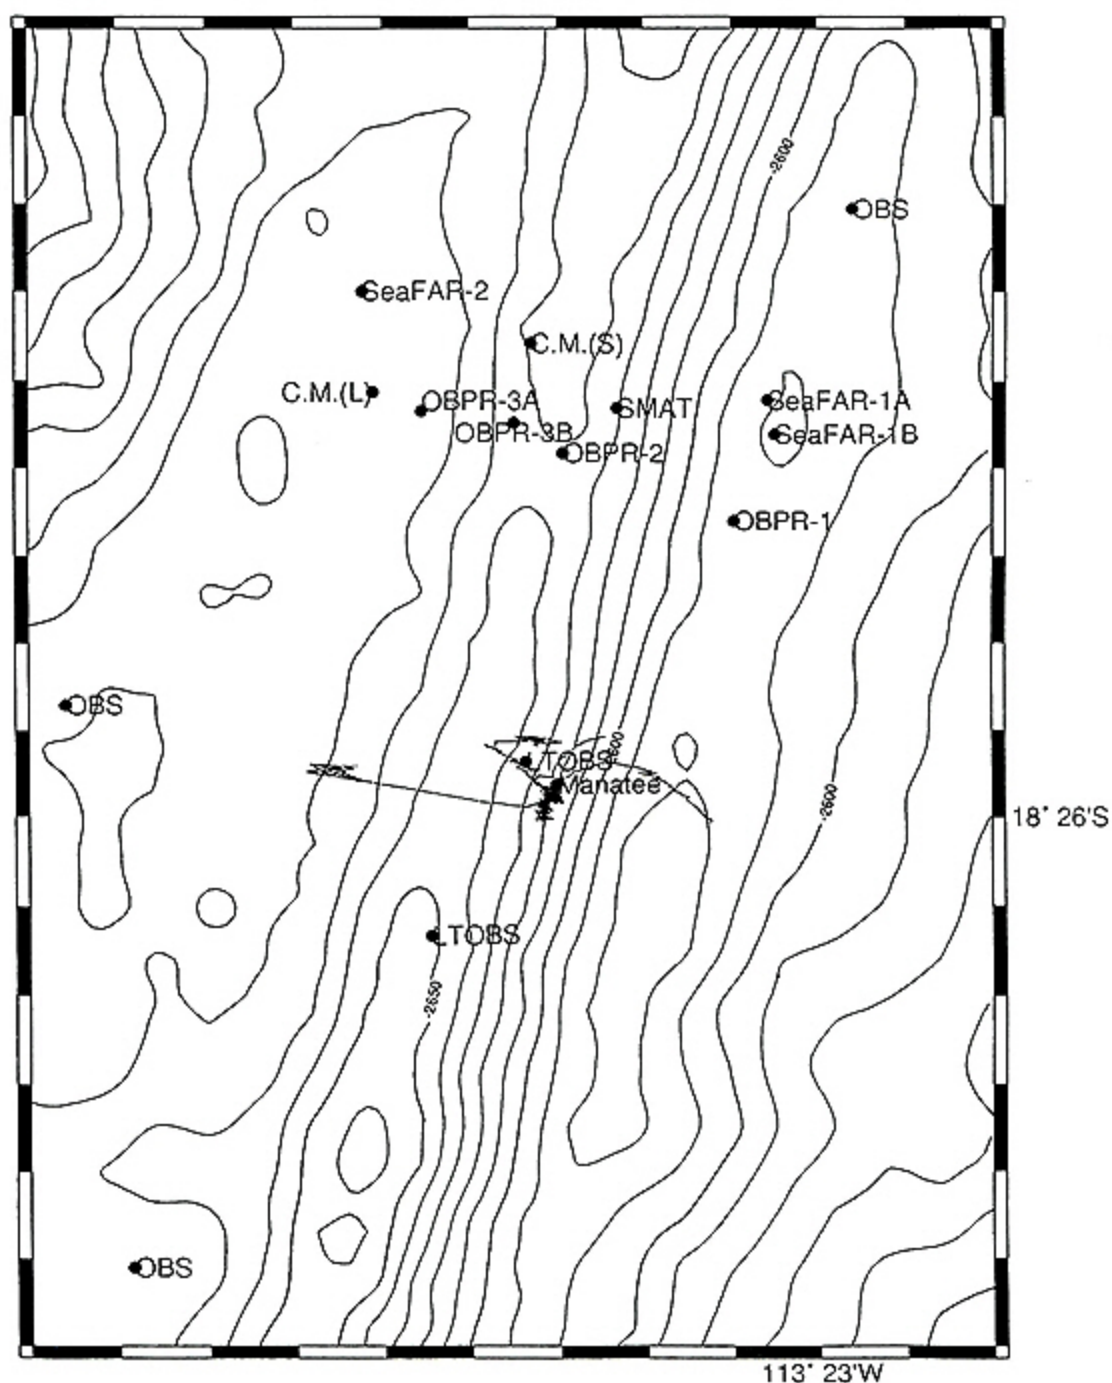 -2600
OBS
SeaFAR-2
C.M.(S)
C.M.(L)
OBPR-3A
SMAT
SeaFAR-1A
OBPR-3B
SeaFAR-1B
OBPR-2
OBPR-1
OBS
LTOBS
Manatee
-2600
18° 26'S
LTOBS
-2650
OBS
113° 23'W